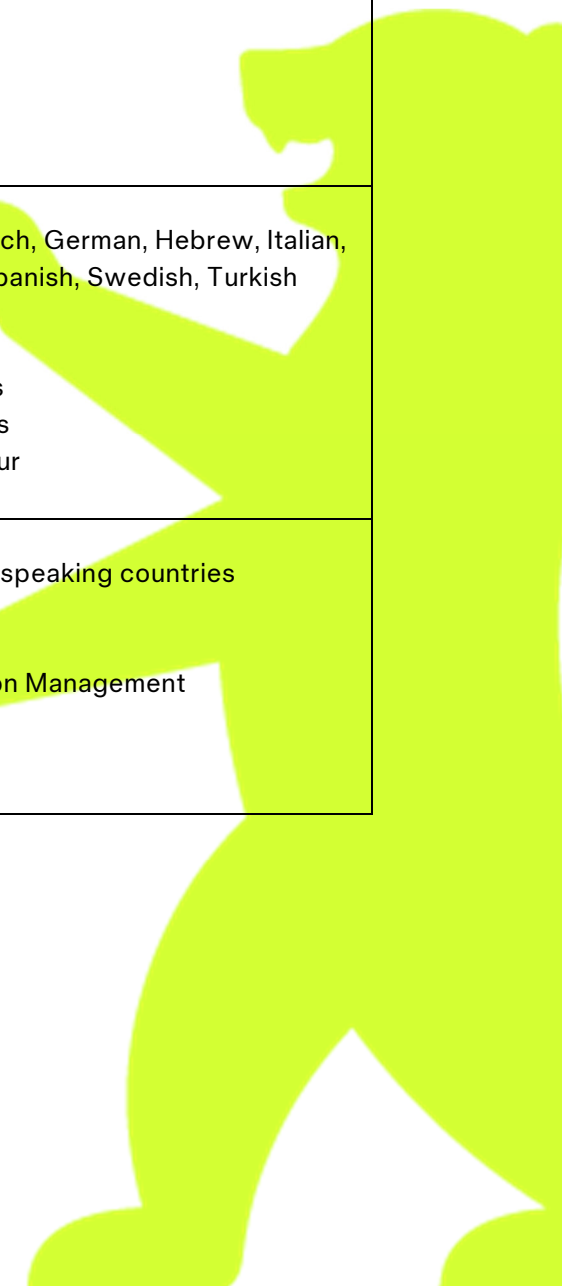 ch, German, Hebrew, Italian,
panish, Swedish, Turkish
s
s
ur
speaking countries
on Management